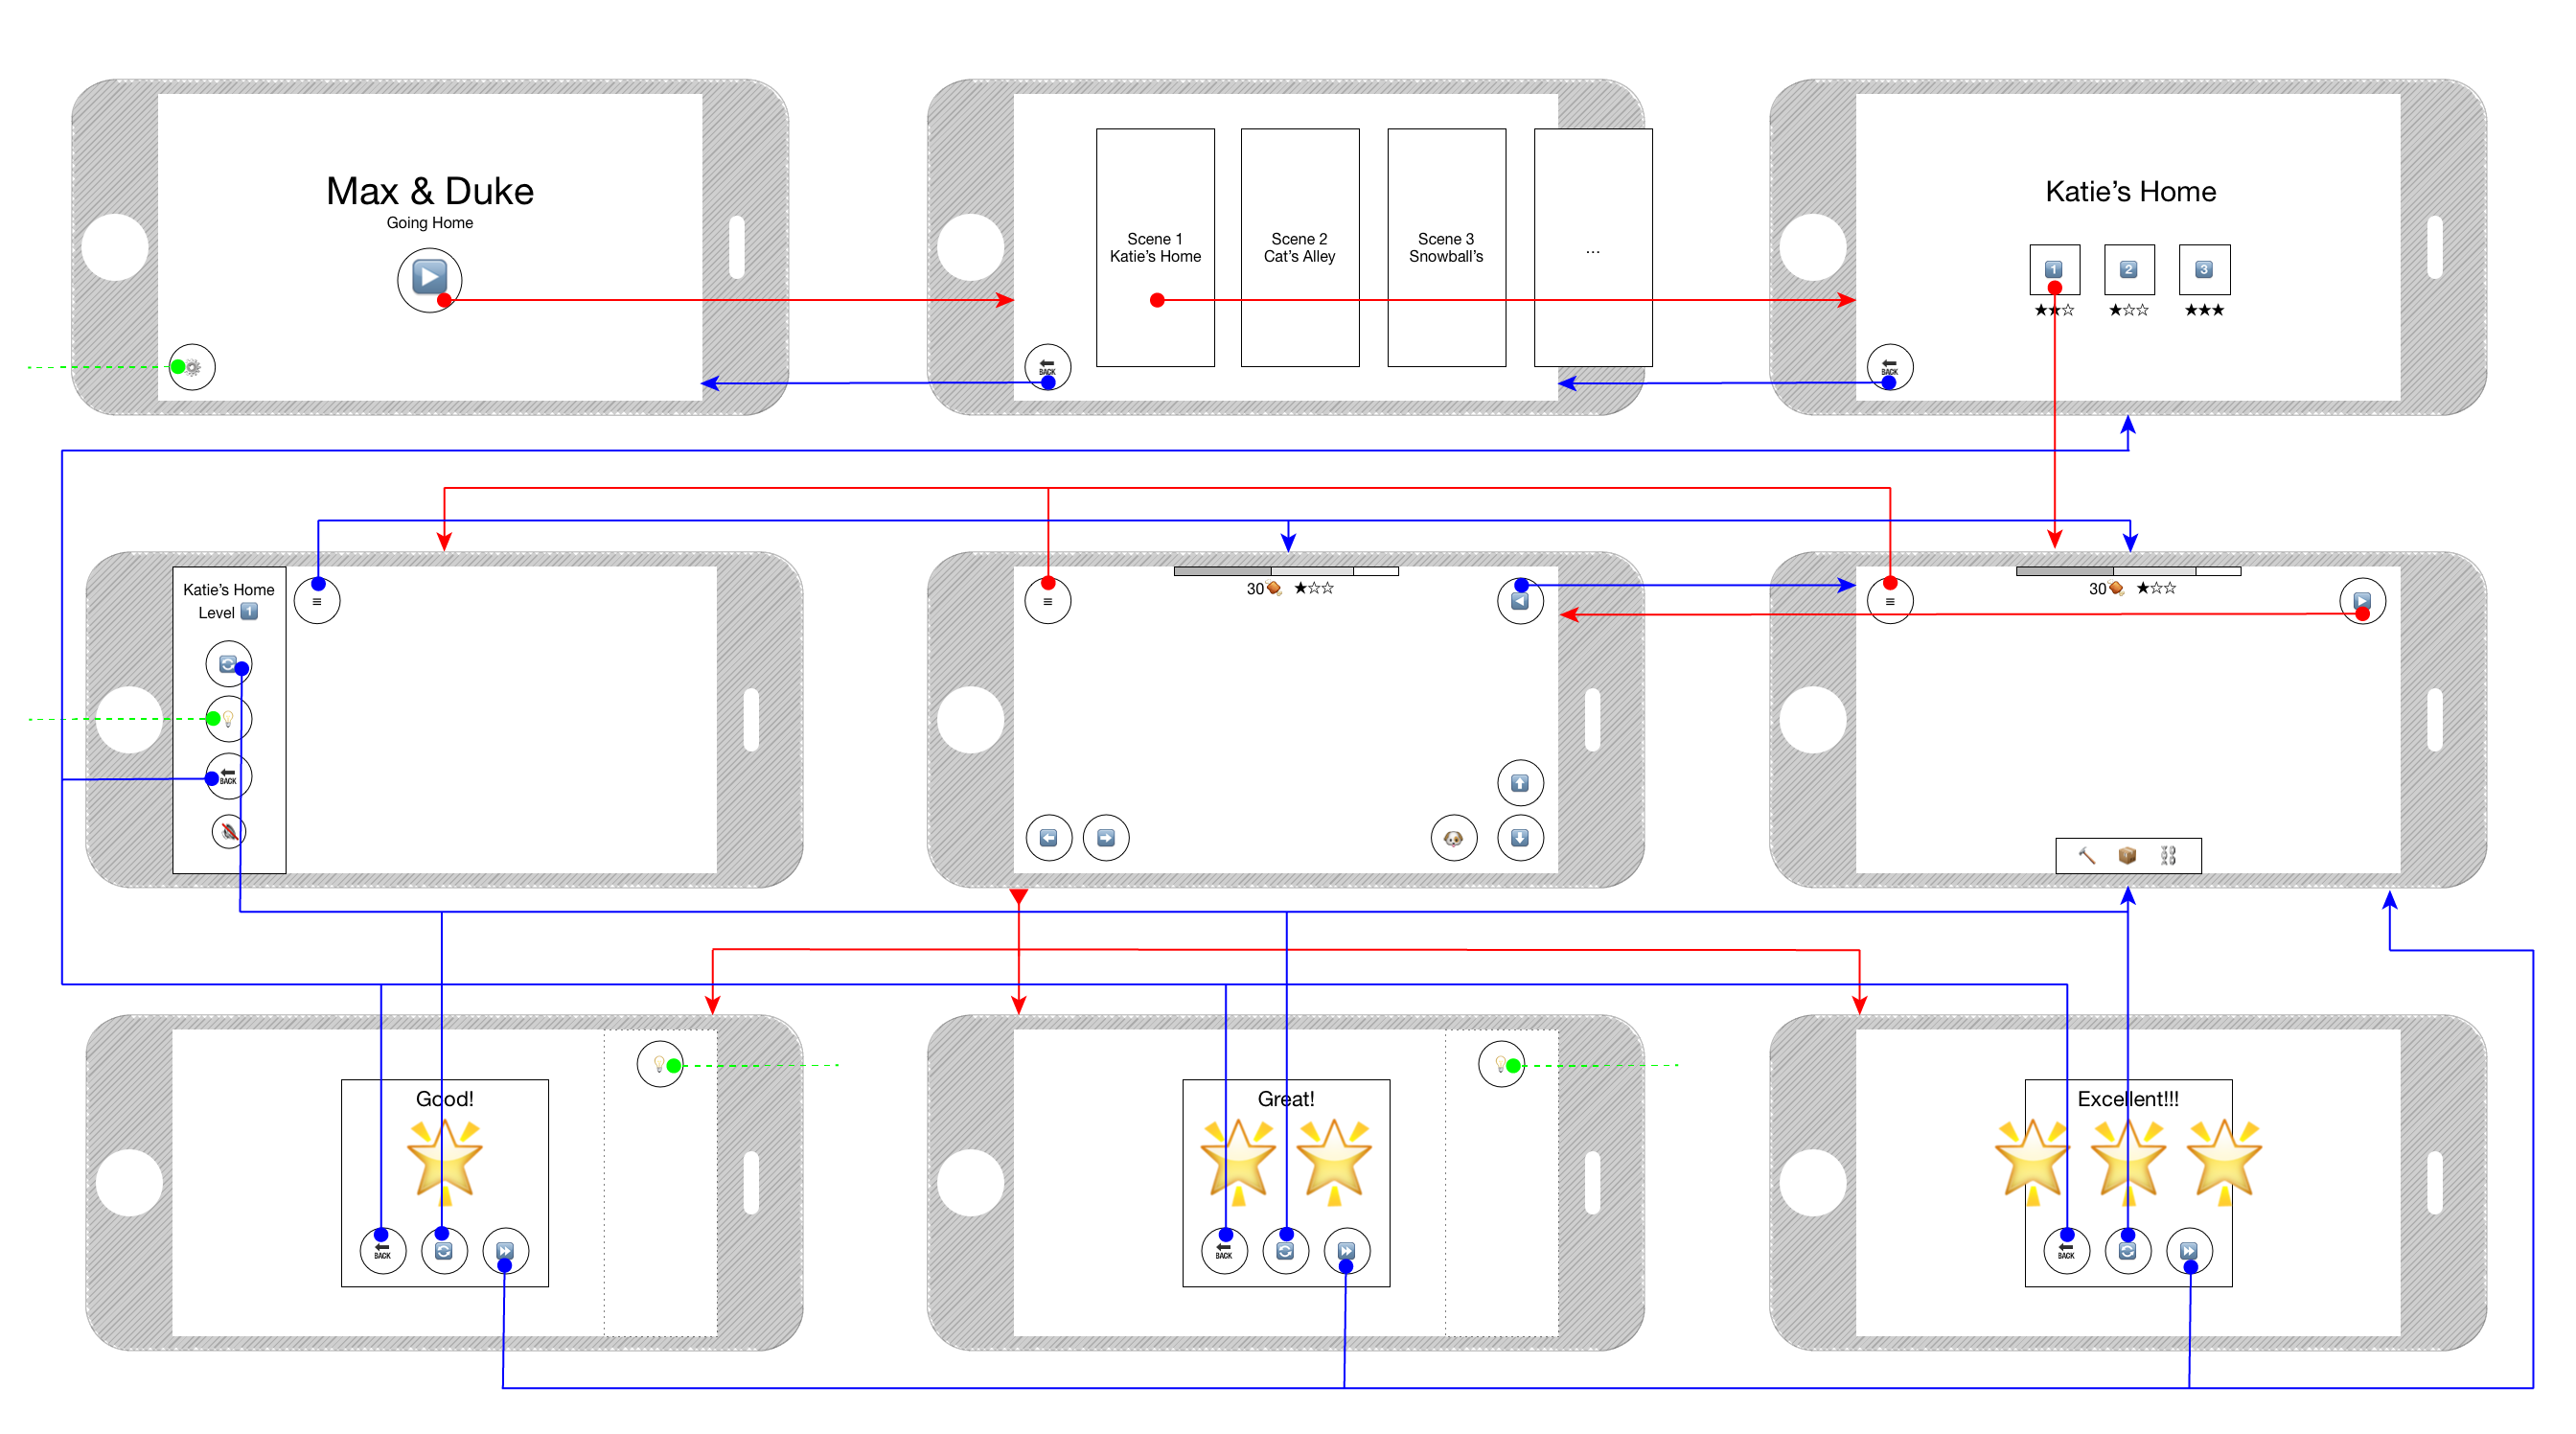 Max & Duke
Going Home
Scene 1
Katie's Home
Scene 2
Cat's Alley
Scene 3
Snowball's
...
BACK
Katie's Home
1
2
3
★★☆
★☆☆
★★★
BACK
Katie's Home
Level 1
BACK
30 ★☆☆
30 ★☆☆
Good!
BACK
Great!
BACK
Excellent!!!
BACK